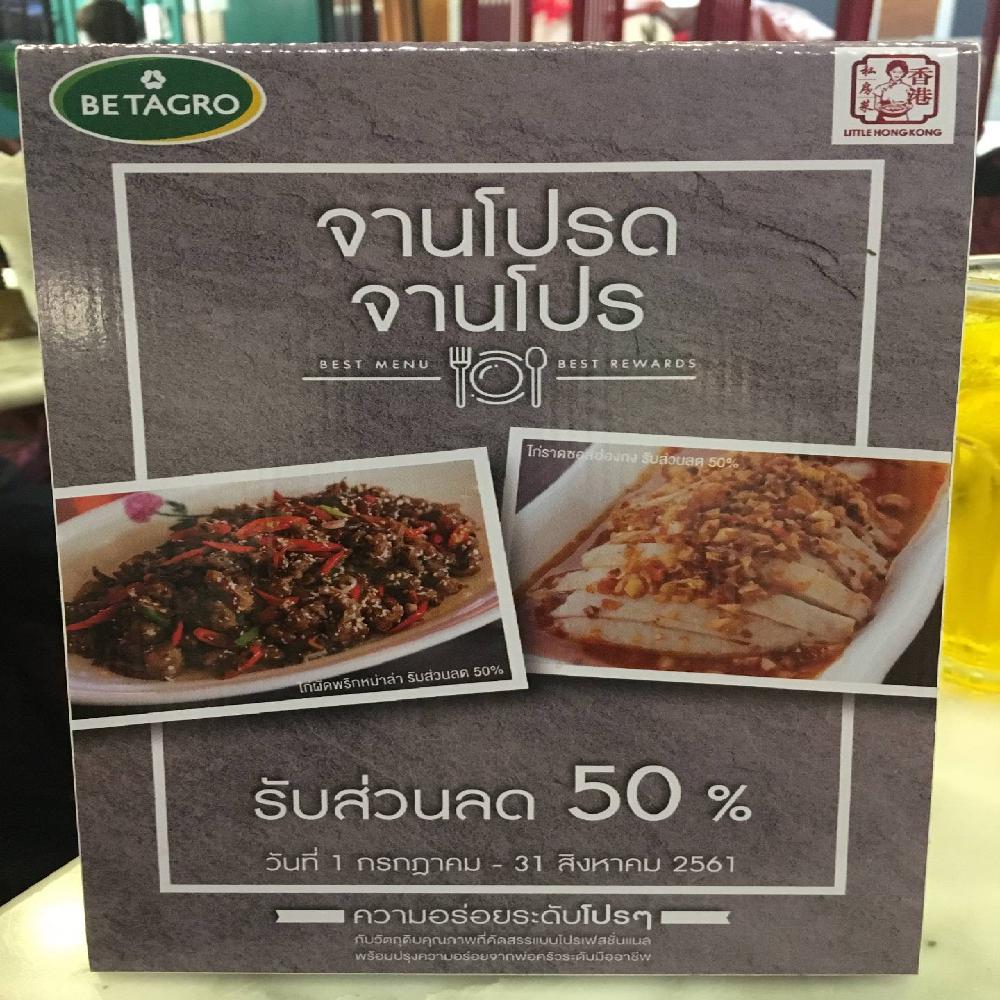 BETAGRO
私房菜
香港
LITTLE HONG KONG
จานโปรด
จานโปร
BEST MENU BEST REWARDS
ไก่ราดซอสฮ่องกง รับส่วนลด 50%
ไก่ผัดพริกหม่าล่า รับส่วนลด 50%
รับส่วนลด 50 %
วันที่ 1 กรกฎาคม - 31 สิงหาคม 2561
ความอร่อยระดับโปรๆ
กับวัตถุดิบคุณภาพที่คัดสรรแบบโปรเฟสชั่นแนล
พร้อมปรุงความอร่อยจากพ่อครัวระดับมืออาชีพ